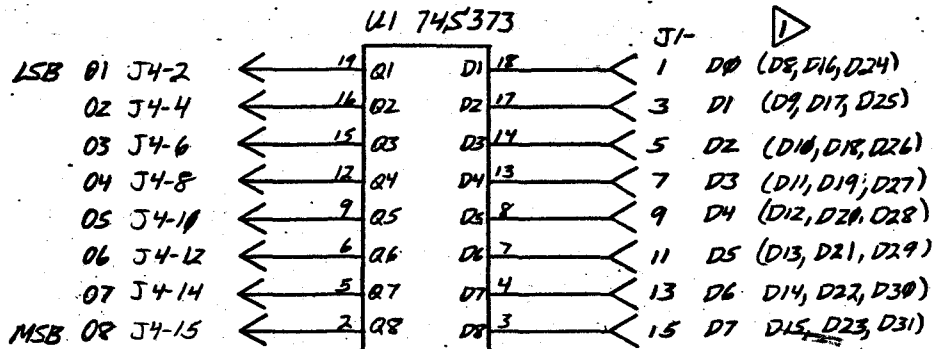 U1 74S373
J1- 1
LSB 01 J4-2 19 Q1 D1 18 1 DØ (D8, D16, D24)
02 J4-4 16 Q2 D2 17 3 D1 (D9, D17, D25)
03 J4-6 15 Q3 D3 14 5 D2 (D1Ø, D18, D26)
04 J4-8 12 Q4 D4 13 7 D3 (D11, D19, D27)
05 J4-1Ø 9 Q5 D5 8 9 D4 (D12, D2Ø, D28)
06 J4-12 6 Q6 D6 7 11 D5 (D13, D21, D29)
07 J4-14 5 Q7 D7 4 13 D6 D14, D22, D3Ø)
MSB 08 J4-15 2 Q8 D8 3 15 D7 D15, D23, D31)